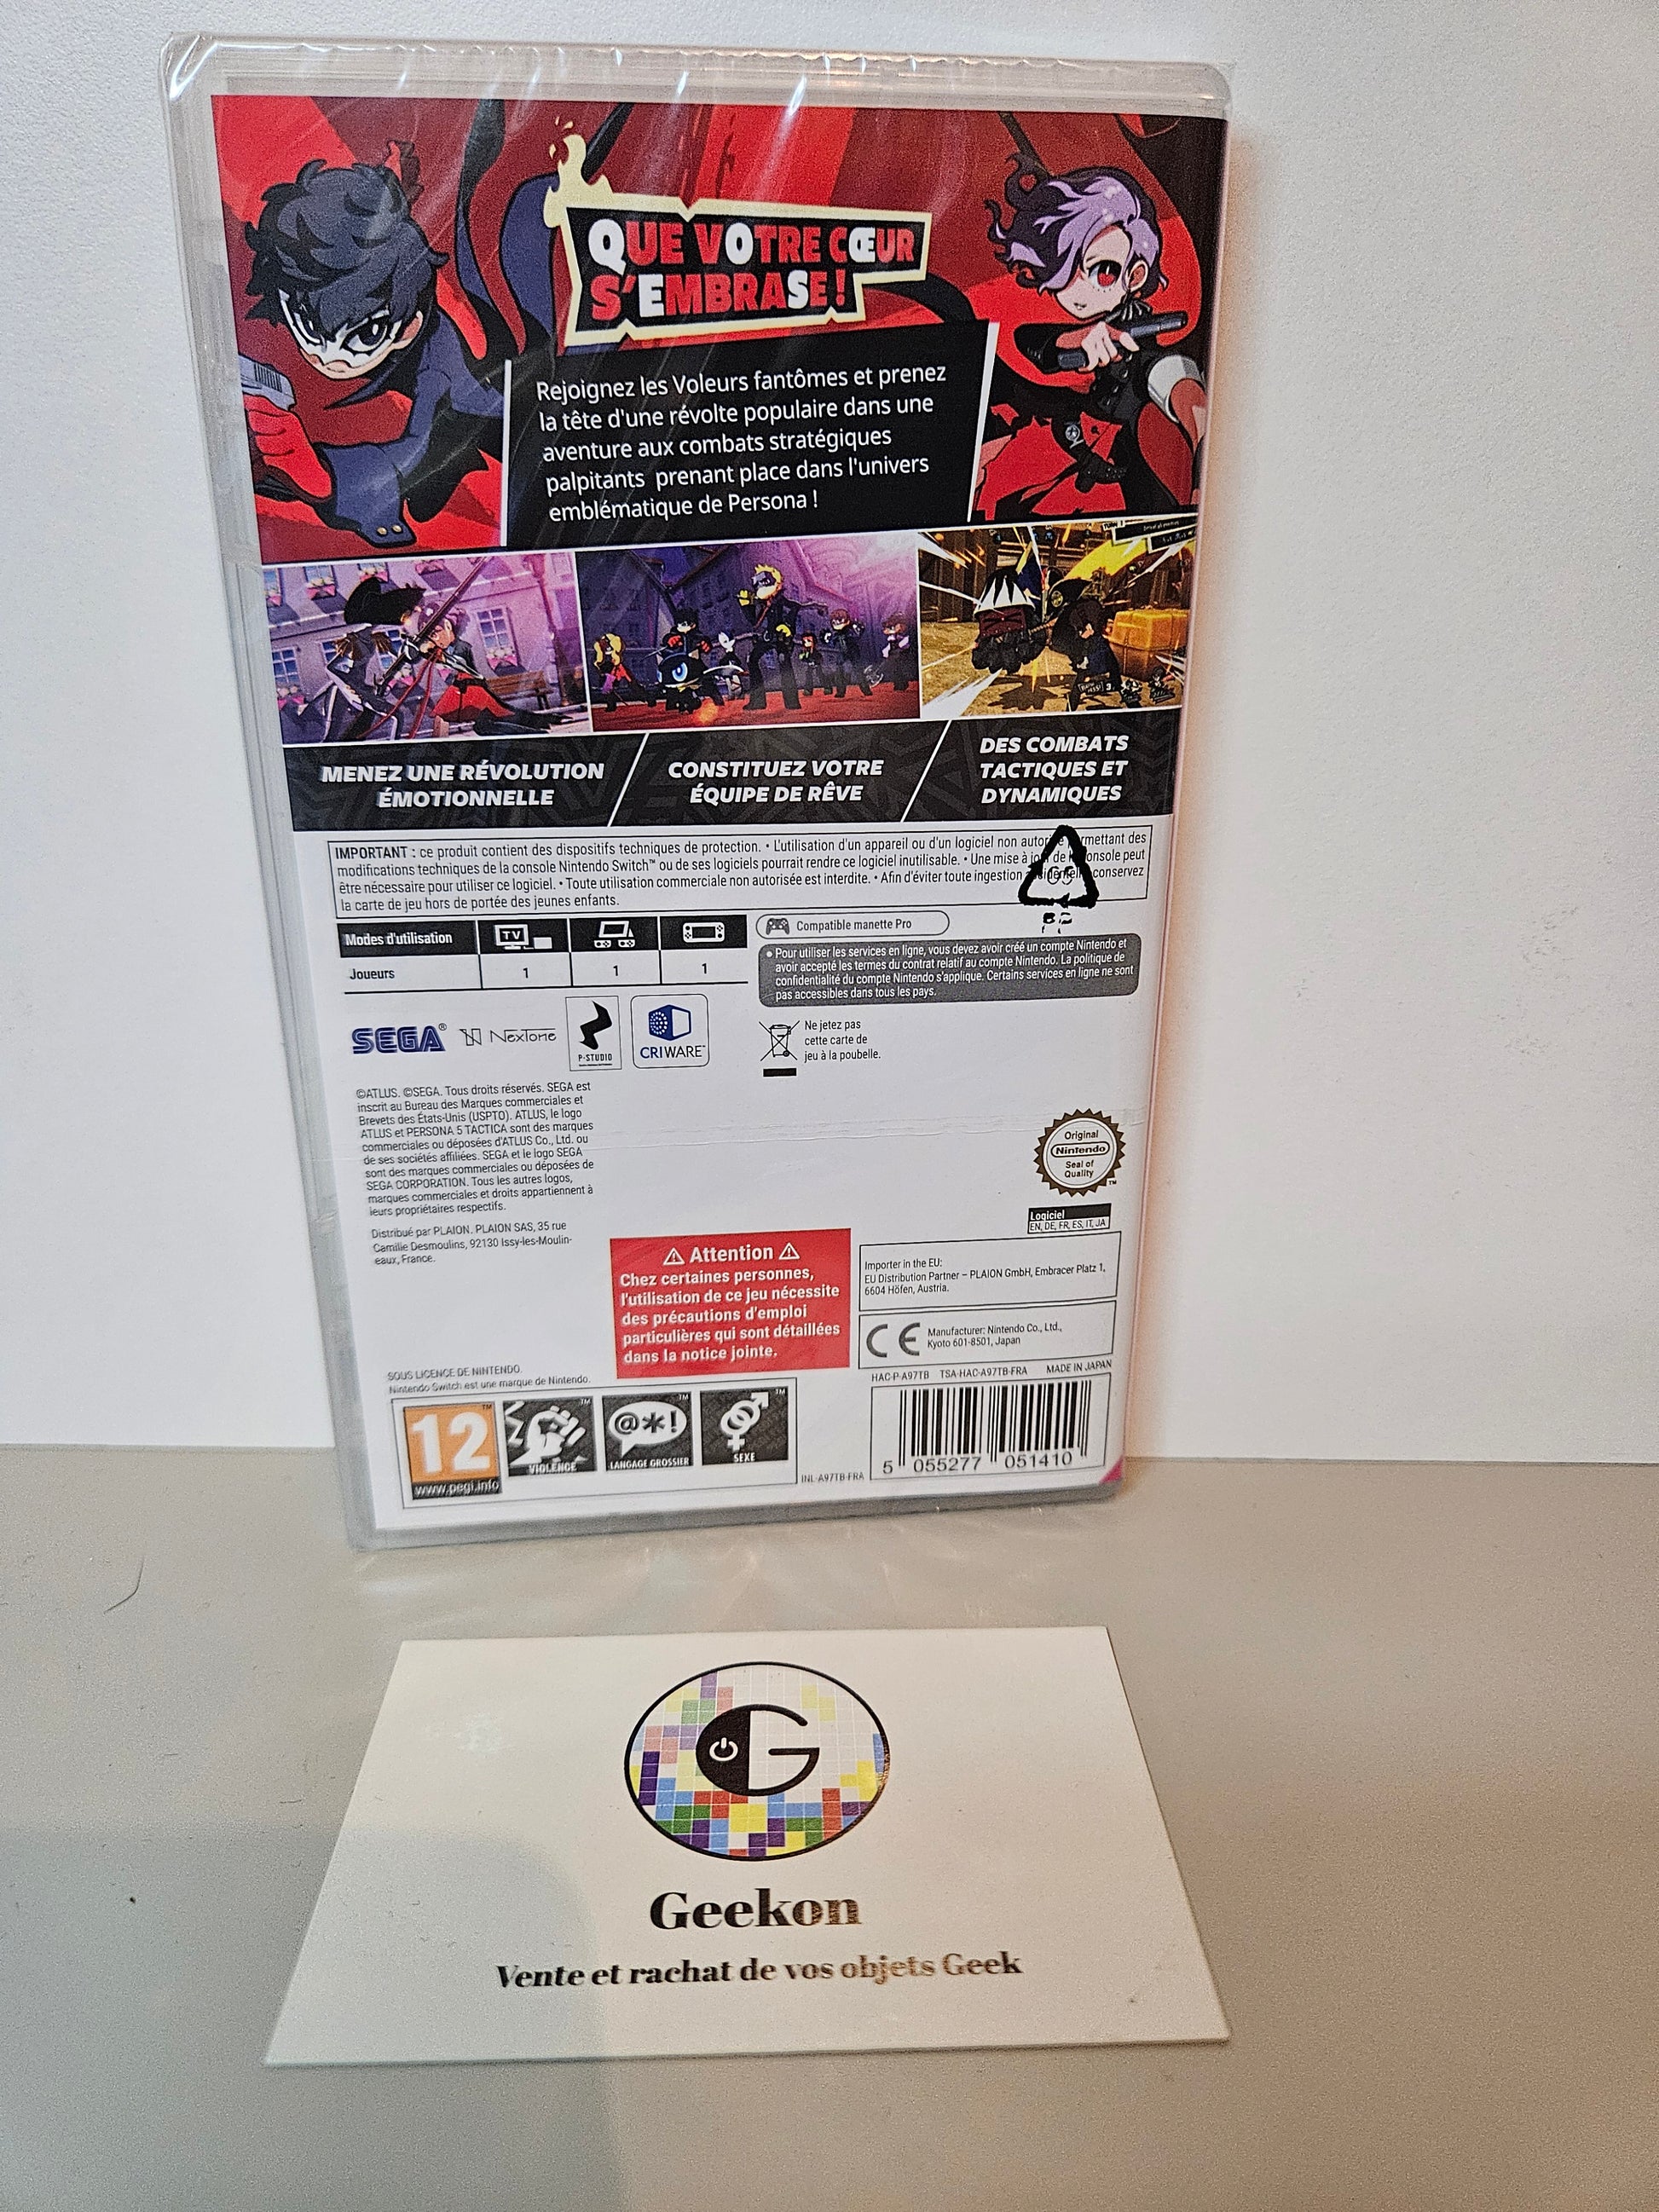 QUE VOTRE CŒUR
S'EMBRASE !
Rejoignez les Voleurs fantômes et prenez
la tête d'une révolte populaire dans une
aventure aux combats stratégiques
palpitants prenant place dans l'univers
emblématique de Persona !
MENEZ UNE RÉVOLUTION
ÉMOTIONNELLE
CONSTITUEZ VOTRE
ÉQUIPE DE RÊVE
DES COMBATS
TACTIQUES ET
DYNAMIQUES
IMPORTANT : ce produit contient des dispositifs techniques de protection. • L'utilisation d'un appareil ou d'un logiciel non autorisé permettant des
modifications techniques de la console Nintendo Switch™ ou de ses logiciels pourrait rendre ce logiciel inutilisable. • Une mise à jour de la console peut
être nécessaire pour utiliser ce logiciel. • Toute utilisation commerciale non autorisée est interdite. • Afin d'éviter toute ingestion accidentelle, conservez
la carte de jeu hors de portée des jeunes enfants.
Modes d'utilisation TV
Joueurs 1 1 1
Compatible manette Pro
• Pour utiliser les services en ligne, vous devez avoir créé un compte Nintendo et
avoir accepté les termes du contrat relatif au compte Nintendo. La politique de
confidentialité du compte Nintendo s'applique. Certains services en ligne ne sont
pas accessibles dans tous les pays.
SEGA® NexTone P-STUDIO CRIWARE™
Ne jetez pas
cette carte de
jeu à la poubelle.
©ATLUS. ©SEGA. Tous droits réservés. SEGA est
inscrit au Bureau des Marques commerciales et
Brevets des États-Unis (USPTO). ATLUS, le logo
ATLUS et PERSONA 5 TACTICA sont des marques
commerciales ou déposées d'ATLUS Co., Ltd. ou
de ses sociétés affiliées. SEGA et le logo SEGA
sont des marques commerciales ou déposées de
SEGA CORPORATION. Tous les autres logos,
marques commerciales et droits appartiennent à
leurs propriétaires respectifs.
Distribué par PLAION. PLAION SAS, 35 rue
Camille Desmoulins, 92130 Issy-les-Moulin-
eaux, France.
Original
Nintendo
Seal of
Quality
™
Logiciel
EN, DE, FR, ES, IT, JA
⚠ Attention ⚠
Chez certaines personnes,
l'utilisation de ce jeu nécessite
des précautions d'emploi
particulières qui sont détaillées
dans la notice jointe.
Importer in the EU:
EU Distribution Partner – PLAION GmbH, Embracer Platz 1,
6604 Höfen, Austria.
CE
Manufacturer: Nintendo Co., Ltd.,
Kyoto 601-8501, Japan
SOUS LICENCE DE NINTENDO.
Nintendo Switch est une marque de Nintendo.
HAC-P-A97TB TSA-HAC-A97TB-FRA MADE IN JAPAN
12
www.pegi.info
VIOLENCE
@*!
LANGAGE GROSSIER
SEXE
INL-A97TB-FRA
5 055277 051410
G
Geekon
Vente et rachat de vos objets Geek